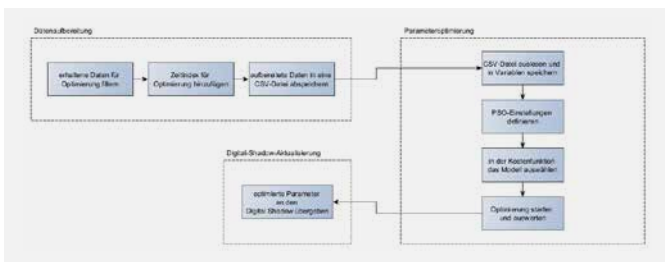 Datenaufbereitung
erhaltene Daten für
Optimierung filtern
Zeitindex für
Optimierung hinzufügen
aufbereitete Daten in eine
CSV-Datei abspeichern
Parameteroptimierung
CSV-Datei auslesen und
in Variablen speichern
PSO-Einstellungen
definieren
in der Kostenfunktion
das Modell auswählen
Optimierung starten
und auswerten
Digital-Shadow-Aktualisierung
optimierte Parameter
an den
Digital Shadow übergeben